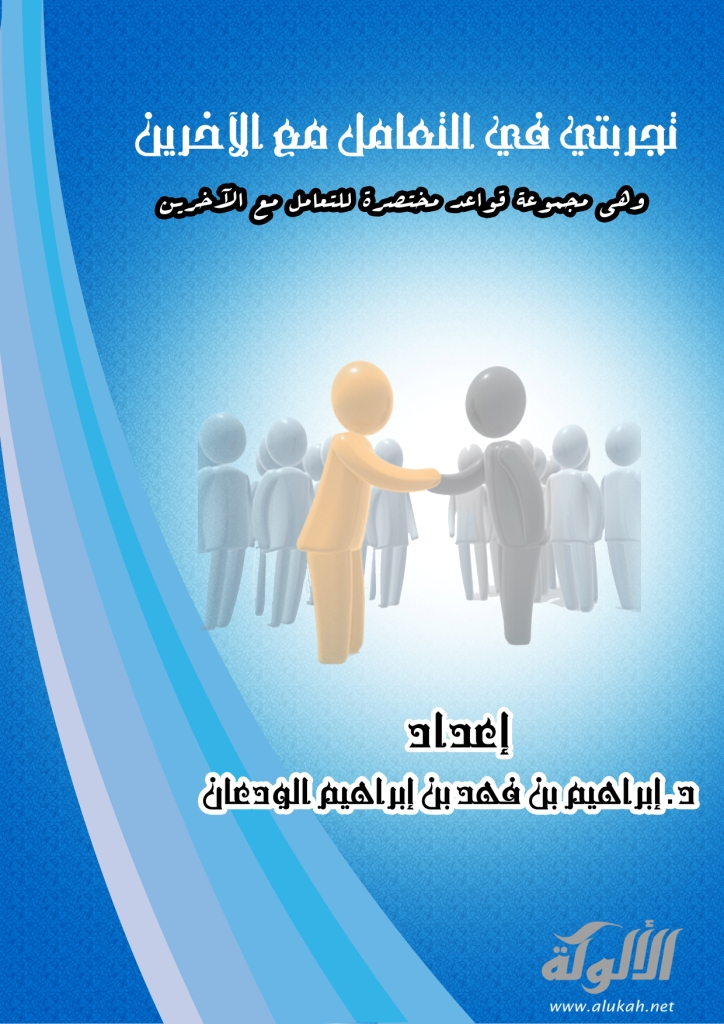 تجربتي في التعامل مع الآخرين
وهى مجموعة قواعد مختصرة للتعامل مع الآخرين
إعداد
د. إبراهيم بن فهد بن إبراهيم الودعان
الألوكة
www.alukah.net